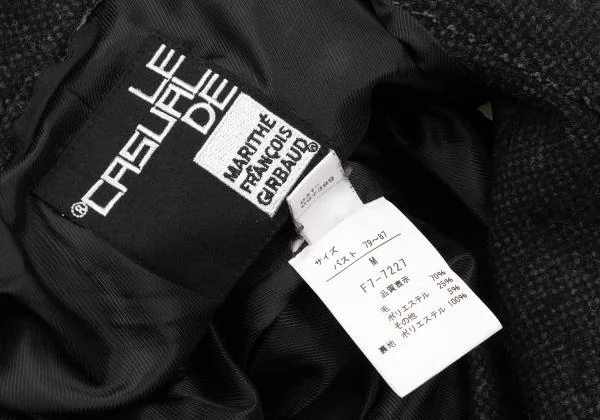 LE
CASUAL
DE
®
MARITHÉ
+ FRANÇOIS
GIRBAUD®
サイズ
バスト 79～87
M
F7-7227
品質表示
毛 70%
ポリエステル 25%
その他 5%
裏地 ポリエステル 100%